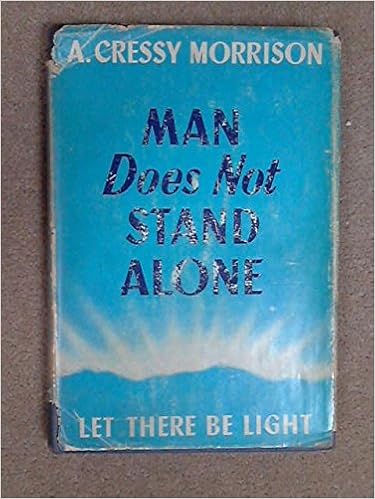 A. CRESSY MORRISON
MAN
Does Not
STAND
ALONE
LET THERE BE LIGHT